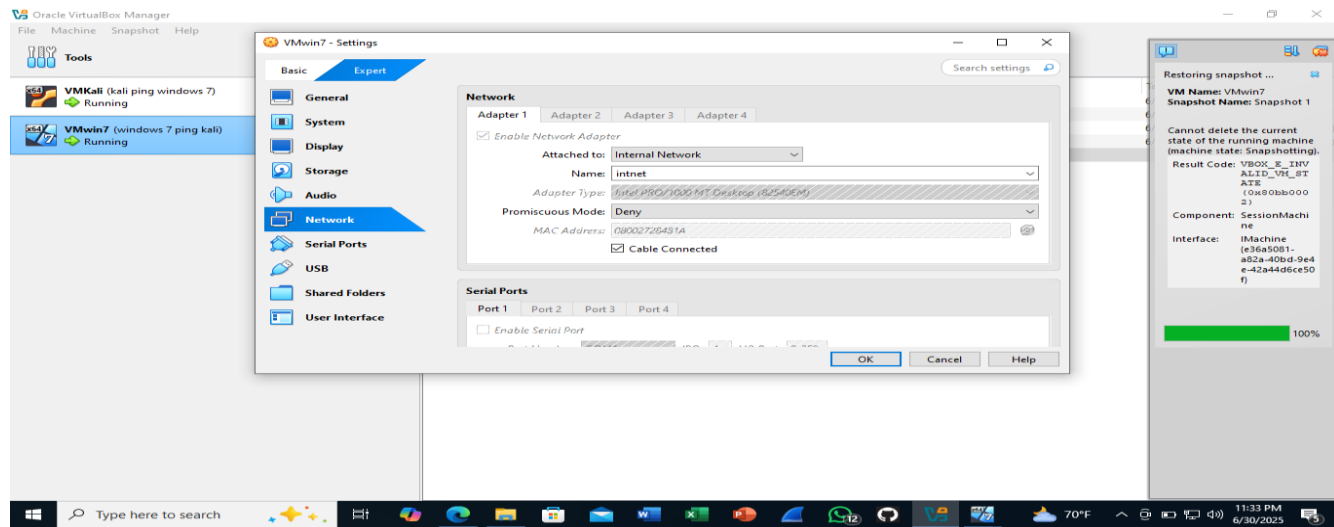 Oracle VirtualBox Manager
File Machine Snapshot Help
Tools
VMKali (kali ping windows 7)
Running
VMwin7 (windows 7 ping kali)
Running
VMwin7 - Settings
Basic Expert
Search settings
General
System
Display
Storage
Audio
Network
Serial Ports
USB
Shared Folders
User Interface
Network
Adapter 1 Adapter 2 Adapter 3 Adapter 4
Enable Network Adapter
Attached to: Internal Network
Name: intnet
Adapter Type: Intel PRO/1000 MT Desktop (82540EM)
Promiscuous Mode: Deny
MAC Address: 08002728481A
Cable Connected
Serial Ports
Port 1 Port 2 Port 3 Port 4
Enable Serial Port
OK Cancel Help
Restoring snapshot ...
VM Name: VMwin7
Snapshot Name: Snapshot 1
Cannot delete the current
state of the running machine
(machine state: Snapshotting).
Result Code: VBOX_E_INV
ALID_VM_ST
ATE
(0x80bb000
2)
Component: SessionMachi
ne
Interface: IMachine
(e36a5081-
a82a-40bd-9e4
e-42a44d6ce50
f)
100%
Type here to search
70°F
11:33 PM
6/30/2025